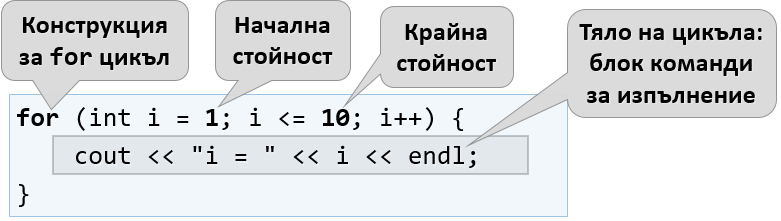 Конструкция
за for цикъл
Начална
стойност
Крайна
стойност
Тяло на цикъла:
блок команди
за изпълнение
for (int i = 1; i <= 10; i++) {
cout << "i = " << i << endl;
}